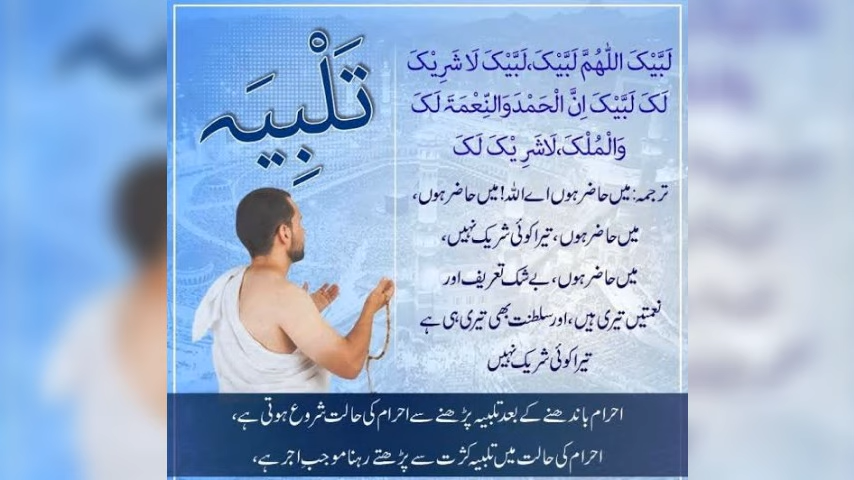 تَلْبِیَہ
لَبَّیْکَ اللّٰھُمَّ لَبَّیْکَ،لَبَّیْکَ لَا شَرِیْکَ
لَکَ لَبَّیْکَ اِنَّ الْحَمْدَوَالنِّعْمَۃَ لَکَ
وَالْمُلْکَ،لَاشَرِیْکَ لَکَ
ترجمہ: میں حاضر ہوں اے اللہ! میں حاضر ہوں،
میں حاضر ہوں، تیرا کوئی شریک نہیں،
میں حاضر ہوں، بے شک تعریف اور
نعمتیں تیری ہیں، اور سلطنت بھی تیری ہی ہے
تیرا کوئی شریک نہیں
احرام باندھنے کے بعد تلبیہ پڑھنے سے احرام کی حالت شروع ہوتی ہے،
احرام کی حالت میں تلبیہ کثرت سے پڑھتے رہنا موجبِ اجر ہے،